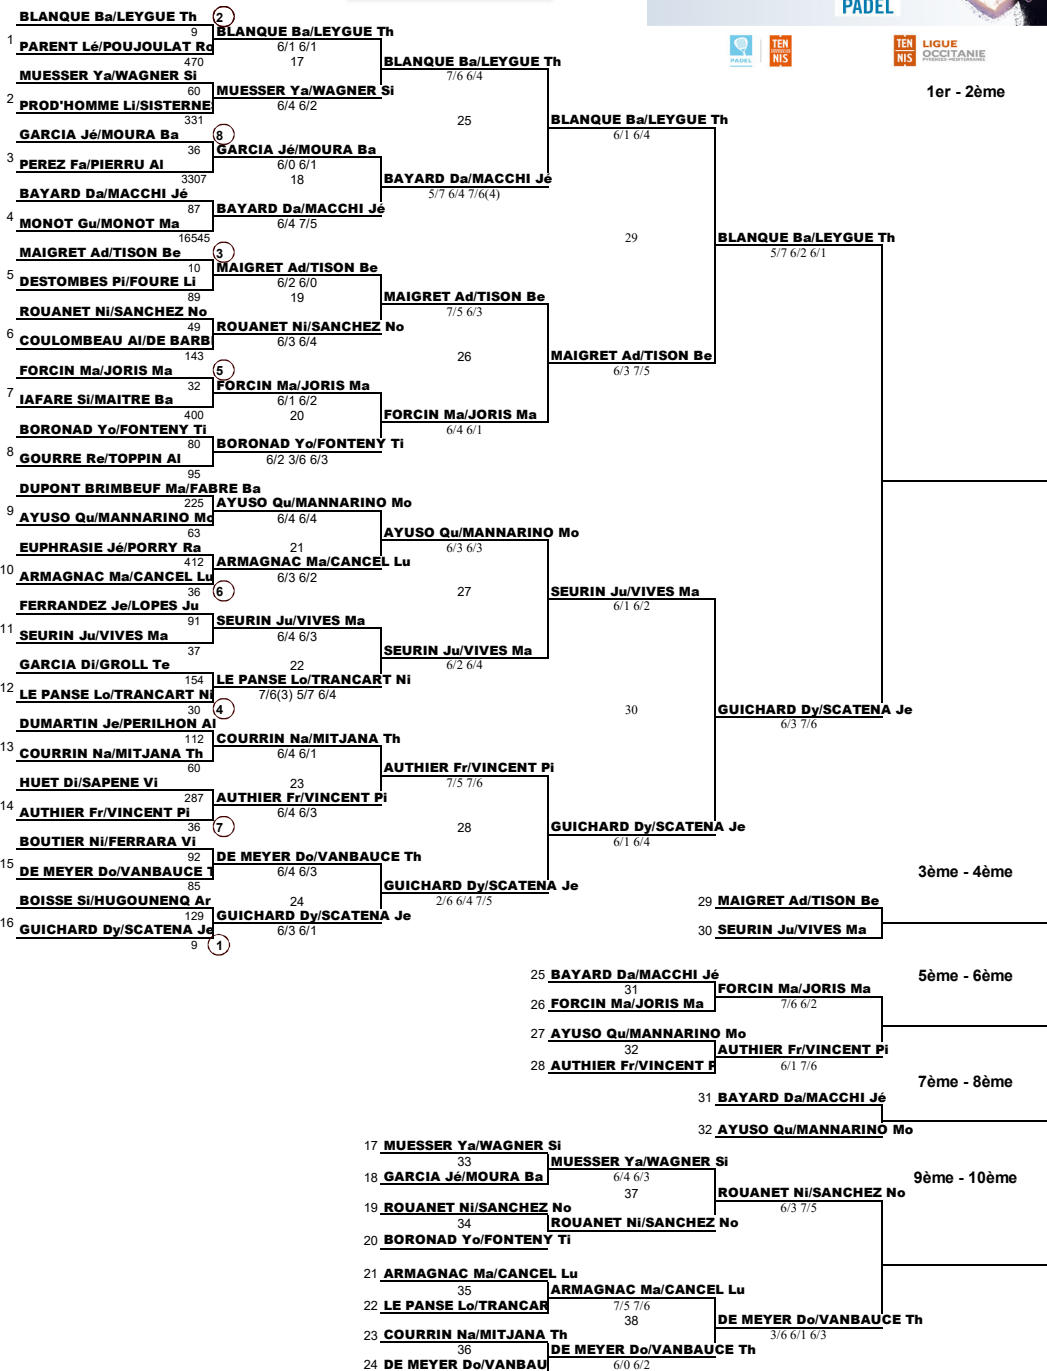 PADEL
PADEL
TEN
NIS
TEN
NIS
LIGUE
OCCITANIE
PYRENEES-MEDITERRANEE
1er - 2ème
BLANQUE Ba/LEYGUE Th
2
9
1
PARENT Lé/POUJOULAT Ro
470
BLANQUE Ba/LEYGUE Th
6/1 6/1
17
MUESSER Ya/WAGNER Si
60
2
PROD'HOMME Li/SISTERNE
331
MUESSER Ya/WAGNER Si
6/4 6/2
BLANQUE Ba/LEYGUE Th
7/6 6/4
25
GARCIA Jé/MOURA Ba
8
36
3
PEREZ Fa/PIERRU Al
3307
GARCIA Jé/MOURA Ba
6/0 6/1
18
BAYARD Da/MACCHI Jé
87
4
MONOT Gu/MONOT Ma
16545
BAYARD Da/MACCHI Jé
6/4 7/5
BAYARD Da/MACCHI Jé
5/7 6/4 7/6(4)
BLANQUE Ba/LEYGUE Th
6/1 6/4
29
MAIGRET Ad/TISON Be
3
10
5
DESTOMBES Pi/FOURE Li
89
MAIGRET Ad/TISON Be
6/2 6/0
19
ROUANET Ni/SANCHEZ No
49
6
COULOMBEAU Al/DE BARB
143
ROUANET Ni/SANCHEZ No
6/3 6/4
MAIGRET Ad/TISON Be
7/5 6/3
26
FORCIN Ma/JORIS Ma
5
32
7
IAFARE Si/MAITRE Ba
400
FORCIN Ma/JORIS Ma
6/1 6/2
20
BORONAD Yo/FONTENY Ti
80
8
GOURRE Re/TOPPIN Al
95
BORONAD Yo/FONTENY Ti
6/2 3/6 6/3
FORCIN Ma/JORIS Ma
6/4 6/1
MAIGRET Ad/TISON Be
6/3 7/5
BLANQUE Ba/LEYGUE Th
5/7 6/2 6/1
DUPONT BRIMBEUF Ma/FABRE Ba
225
9
AYUSO Qu/MANNARINO Mo
63
AYUSO Qu/MANNARINO Mo
6/4 6/4
21
EUPHRASIE Jé/PORRY Ra
412
10
ARMAGNAC Ma/CANCEL Lu
36
6
ARMAGNAC Ma/CANCEL Lu
6/3 6/2
AYUSO Qu/MANNARINO Mo
6/3 6/3
27
FERRANDEZ Je/LOPES Ju
91
11
SEURIN Ju/VIVES Ma
37
SEURIN Ju/VIVES Ma
6/4 6/3
22
GARCIA Di/GROLL Te
154
12
LE PANSE Lo/TRANCART Ni
30
4
LE PANSE Lo/TRANCART Ni
7/6(3) 5/7 6/4
SEURIN Ju/VIVES Ma
6/2 6/4
SEURIN Ju/VIVES Ma
6/1 6/2
30
DUMARTIN Je/PERILHON Al
112
13
COURRIN Na/MITJANA Th
60
COURRIN Na/MITJANA Th
6/4 6/1
23
HUET Di/SAPENE Vi
287
14
AUTHIER Fr/VINCENT Pi
36
7
AUTHIER Fr/VINCENT Pi
6/4 6/3
AUTHIER Fr/VINCENT Pi
7/5 7/6
28
BOUTIER Ni/FERRARA Vi
92
15
DE MEYER Do/VANBAUCE T
85
DE MEYER Do/VANBAUCE Th
6/4 6/3
24
BOISSE Si/HUGOUNENQ Ar
129
16
GUICHARD Dy/SCATENA Je
9
1
GUICHARD Dy/SCATENA Je
6/3 6/1
GUICHARD Dy/SCATENA Je
2/6 6/4 7/5
GUICHARD Dy/SCATENA Je
6/1 6/4
GUICHARD Dy/SCATENA Je
6/3 7/6
3ème - 4ème
29 MAIGRET Ad/TISON Be
30 SEURIN Ju/VIVES Ma
5ème - 6ème
25 BAYARD Da/MACCHI Jé
31
26 FORCIN Ma/JORIS Ma
FORCIN Ma/JORIS Ma
7/6 6/2
27 AYUSO Qu/MANNARINO Mo
32
28 AUTHIER Fr/VINCENT P
AUTHIER Fr/VINCENT Pi
6/1 7/6
7ème - 8ème
31 BAYARD Da/MACCHI Jé
32 AYUSO Qu/MANNARINO Mo
9ème - 10ème
17 MUESSER Ya/WAGNER Si
33
18 GARCIA Jé/MOURA Ba
MUESSER Ya/WAGNER Si
6/4 6/3
37
19 ROUANET Ni/SANCHEZ No
34
20 BORONAD Yo/FONTENY Ti
ROUANET Ni/SANCHEZ No
ROUANET Ni/SANCHEZ No
6/3 7/5
21 ARMAGNAC Ma/CANCEL Lu
35
22 LE PANSE Lo/TRANCAR
ARMAGNAC Ma/CANCEL Lu
7/5 7/6
38
23 COURRIN Na/MITJANA Th
36
24 DE MEYER Do/VANBAU
DE MEYER Do/VANBAUCE Th
6/0 6/2
DE MEYER Do/VANBAUCE Th
3/6 6/1 6/3